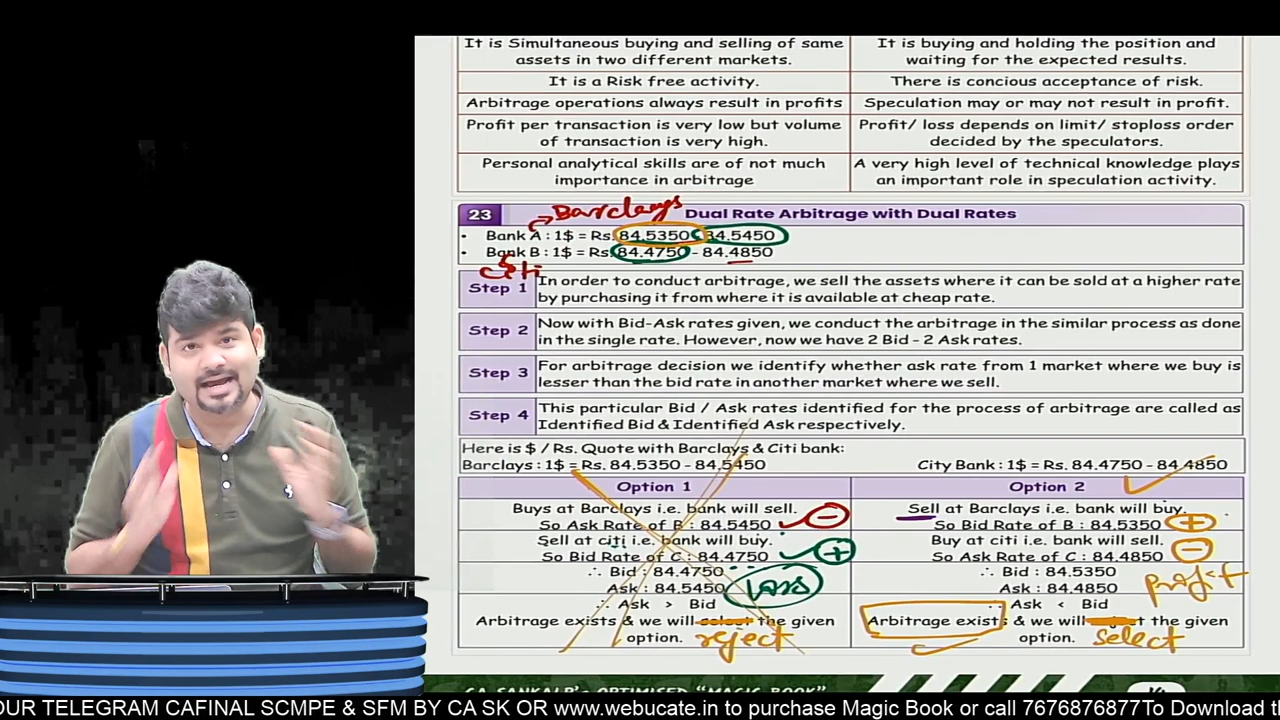 It is Simultaneous buying and selling of same assets in two different markets.
It is buying and holding the position and waiting for the expected results.
It is a Risk free activity.
There is concious acceptance of risk.
Arbitrage operations always result in profits
Speculation may or may not result in profit.
Profit per transaction is very low but volume of transaction is very high.
Profit/ loss depends on limit/ stoploss order decided by the speculators.
Personal analytical skills are of not much importance in arbitrage
A very high level of technical knowledge plays an important role in speculation activity.
Barclays
23 Dual Rate Arbitrage with Dual Rates
• Bank A : 1$ = Rs. 84.5350 - 84.5450
• Bank B : 1$ = Rs. 84.4750 - 84.4850
Citi
Step 1 In order to conduct arbitrage, we sell the assets where it can be sold at a higher rate
by purchasing it from where it is available at cheap rate.
Step 2 Now with Bid-Ask rates given, we conduct the arbitrage in the similar process as done
in the single rate. However, now we have 2 Bid - 2 Ask rates.
Step 3 For arbitrage decision we identify whether ask rate from 1 market where we buy is
lesser than the bid rate in another market where we sell.
Step 4 This particular Bid / Ask rates identified for the process of arbitrage are called as
Identified Bid & Identified Ask respectively.
Here is $ / Rs. Quote with Barclays & Citi bank:
Barclays : 1$ = Rs. 84.5350 - 84.5450 City Bank : 1$ = Rs. 84.4750 - 84.4850
Option 1
Buys at Barclays i.e. bank will sell.
So Ask Rate of B : 84.5450 -
Sell at citi i.e. bank will buy.
So Bid Rate of C : 84.4750 +
∴ Bid : 84.4750
Ask : 84.5450 Loss
∴ Ask > Bid
Arbitrage exists & we will select the given
option. reject
Option 2
Sell at Barclays i.e. bank will buy.
So Bid Rate of B : 84.5350 +
Buy at citi i.e. bank will sell.
So Ask Rate of C : 84.4850 -
∴ Bid : 84.5350
Ask : 84.4850 profit
∴ Ask < Bid
Arbitrage exists & we will reject the given
option. select
CA SANKALP's OPTIMISED "MAGIC BOOK"
OUR TELEGRAM CAFINAL SCMPE & SFM BY CA SK OR www.webucate.in to purchase Magic Book or call 7676876877To Download t